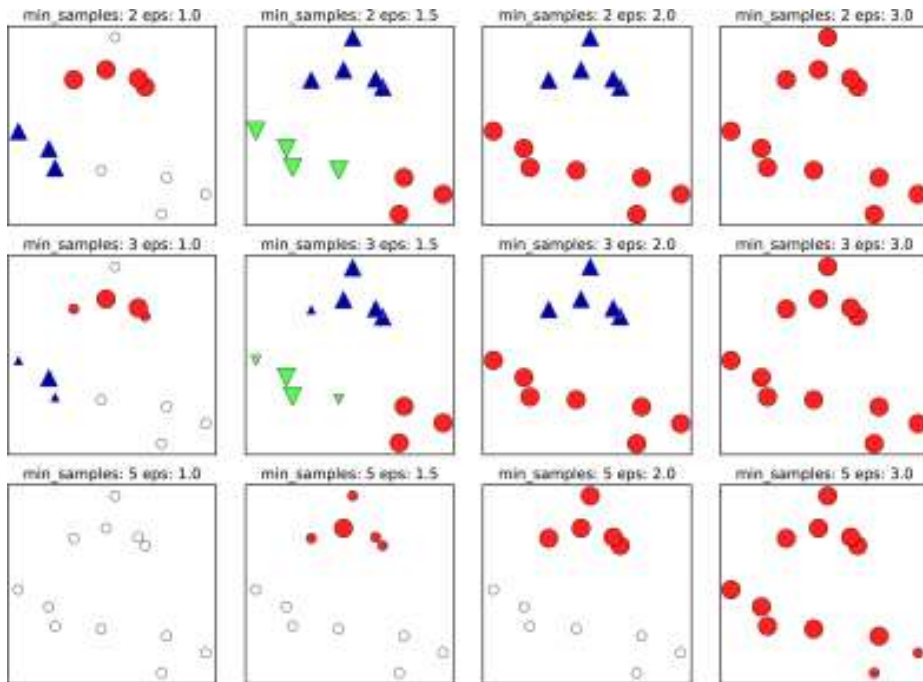 min_samples: 2 eps: 1.0
min_samples: 2 eps: 1.5
min_samples: 2 eps: 2.0
min_samples: 2 eps: 3.0
min_samples: 3 eps: 1.0
min_samples: 3 eps: 1.5
min_samples: 3 eps: 2.0
min_samples: 3 eps: 3.0
min_samples: 5 eps: 1.0
min_samples: 5 eps: 1.5
min_samples: 5 eps: 2.0
min_samples: 5 eps: 3.0